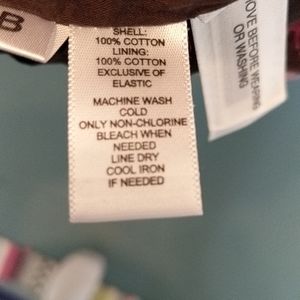 B
SHELL:
100% COTTON
LINING:
100% COTTON
EXCLUSIVE OF
ELASTIC
MACHINE WASH
COLD
ONLY NON-CHLORINE
BLEACH WHEN
NEEDED
LINE DRY
COOL IRON
IF NEEDED
BEFORE WEARING
OR WASHING